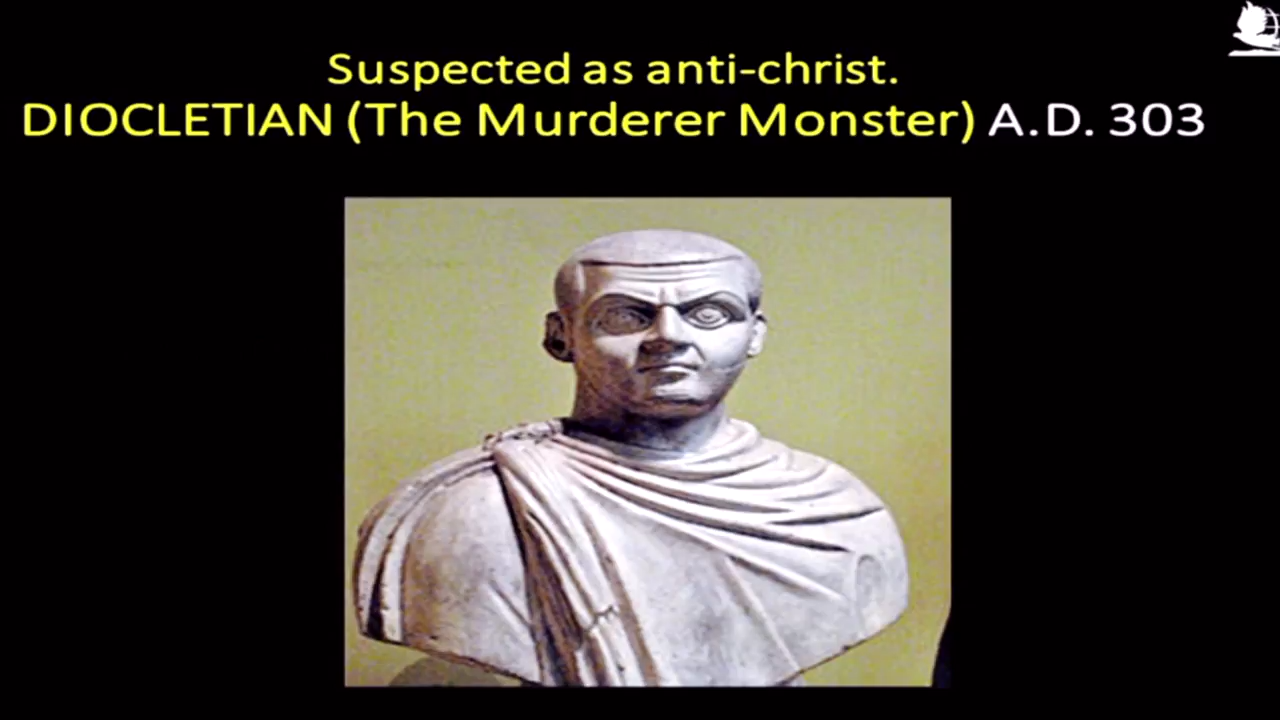 Suspected as anti-christ.
DIOCLETIAN (The Murderer Monster) A.D. 303